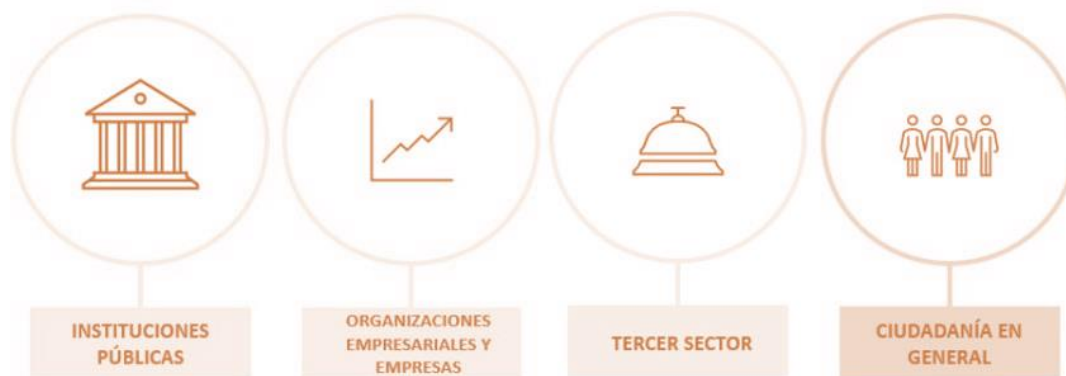 INSTITUCIONES
PÚBLICAS
ORGANIZACIONES
EMPRESARIALES Y
EMPRESAS
TERCER SECTOR
CIUDADANÍA EN
GENERAL